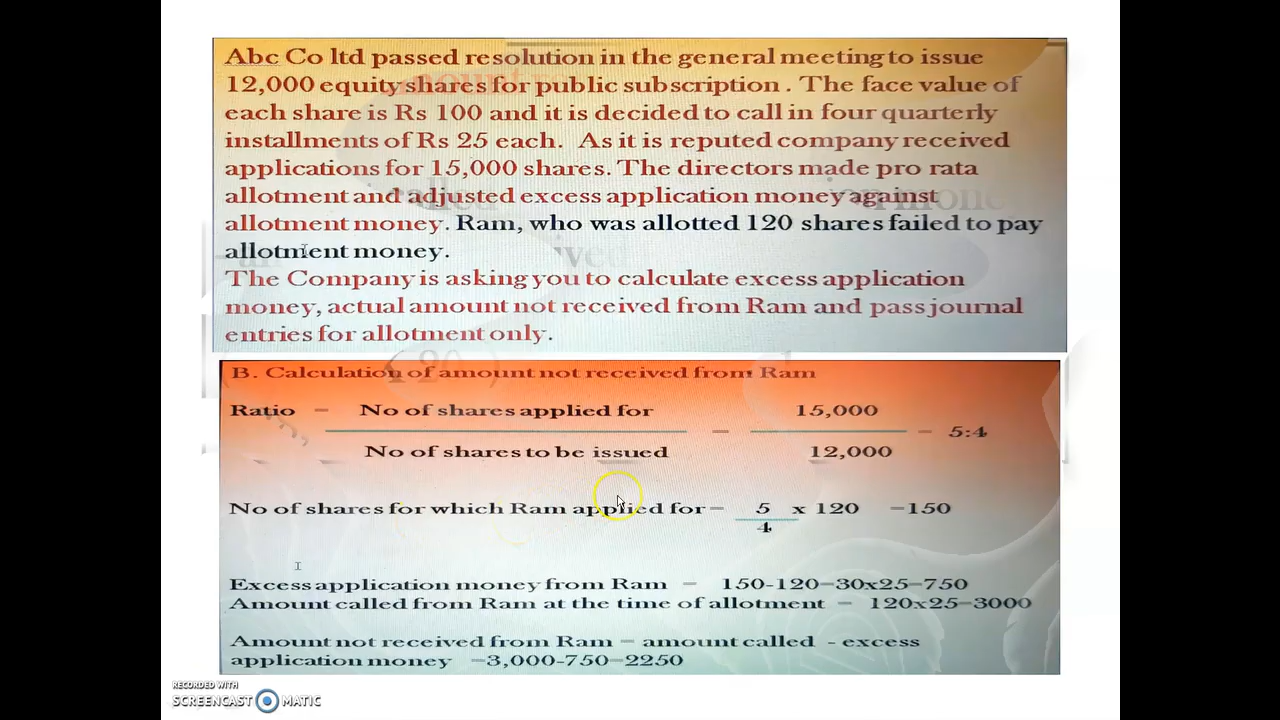 Abc Co ltd passed resolution in the general meeting to issue
12,000 equity shares for public subscription . The face value of
each share is Rs 100 and it is decided to call in four quarterly
installments of Rs 25 each. As it is reputed company received
applications for 15,000 shares. The directors made pro rata
allotment and adjusted excess application money against
allotment money. Ram, who was allotted 120 shares failed to pay
allotment money.
The Company is asking you to calculate excess application
money, actual amount not received from Ram and pass journal
entries for allotment only.
B. Calculation of amount not received from Ram
Ratio = No of shares applied for 15,000
= = 5:4
No of shares to be issued 12,000
No of shares for which Ram applied for = 5 x 120 =150
4
Excess application money from Ram = 150-120=30x25=750
Amount called from Ram at the time of allotment = 120x25=3000
Amount not received from Ram = amount called - excess
application money =3,000-750=2250
RECORDED WITH
SCREENCAST MATIC